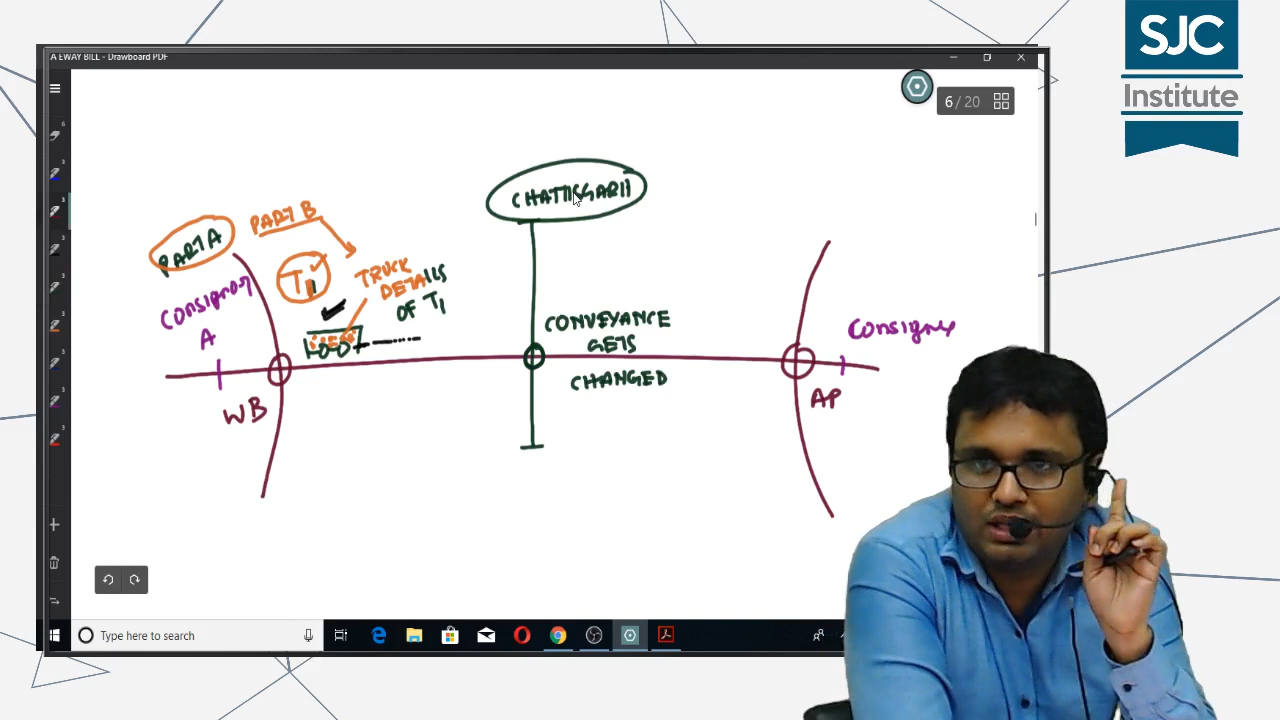 SJC
Institute
A EWAY BILL - Drawboard PDF
6 / 20
CHATTISGARH
PART A
PART B
T1
TRUCK
DETAILS
OF T1
CONSIGNOR
A
CONVEYANCE
GETS
CHANGED
Consignee
WB
AP
Type here to search